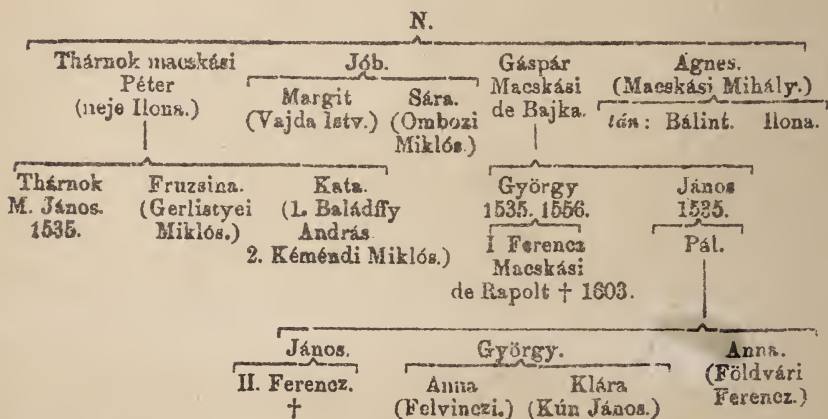 N.
Thárnok macskási Jób. Gáspár Ágnes.
Péter Macskási (Macskási Mihály.)
(neje Ilona.) Margit Sára. de Bajka. tán: Bálint. Ilona.
(Vajda Istv.) (Ombozi
Miklós.)
Thárnok Fruzsina. Kata. György János
M. János. (Gerlistyei (1. Baládffy 1535. 1556. 1535.
1535. Miklós.) András I Ferencz Pál.
2. Kéméndi Miklós.) Macskási
de Rapolt † 1603.
János. György. Anna.
II. Ferencz. Anna Klára (Földvári
† (Felvinczi.) (Kún János.) Ferencz.)